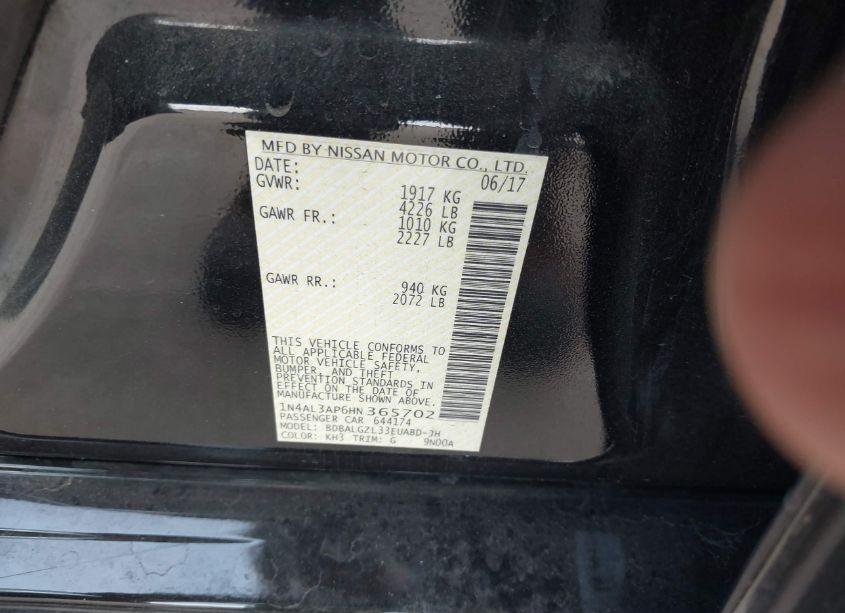 MFD BY NISSAN MOTOR CO., LTD.
DATE: 06/17
GVWR: 1917 KG
4226 LB
GAWR FR.: 1010 KG
2227 LB
GAWR RR.: 940 KG
2072 LB
THIS VEHICLE CONFORMS TO
ALL APPLICABLE FEDERAL
MOTOR VEHICLE SAFETY,
BUMPER, AND THEFT
PREVENTION STANDARDS IN
EFFECT ON THE DATE OF
MANUFACTURE SHOWN ABOVE.
1N4AL3AP6HN365702
PASSENGER CAR 644174
MODEL: BDBALGZL33EUABD-JH
COLOR: KH3 TRIM: G 9N00A